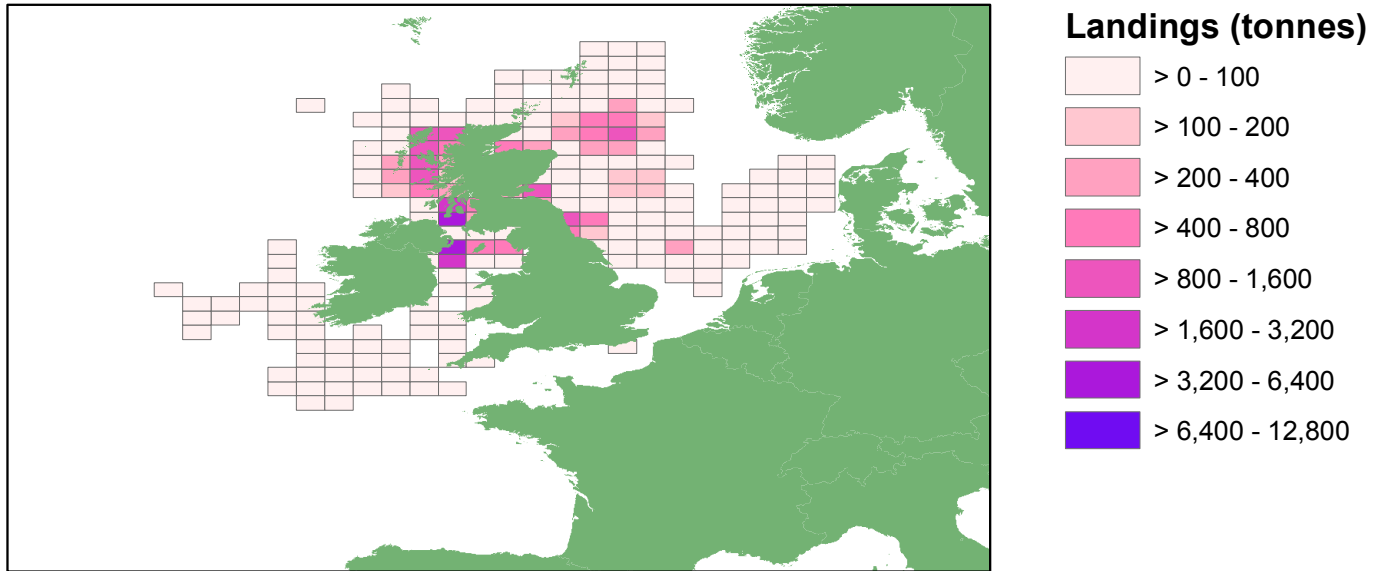 Landings (tonnes)
> 0 - 100
> 100 - 200
> 200 - 400
> 400 - 800
> 800 - 1,600
> 1,600 - 3,200
> 3,200 - 6,400
> 6,400 - 12,800